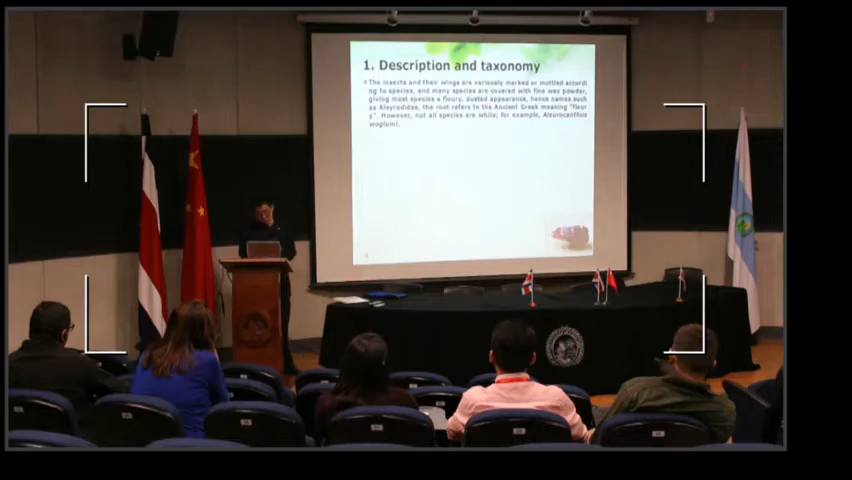 1. Description and taxonomy
The insects and their wings are variously marked or mottled accordi
ng to species, and many species are covered with fine wax powder,
giving most species a floury, dusted appearance, hence names such
as Aleyrodidae, the root refers to the Ancient Greek meaning "flour
y". However, not all species are white; for example, Aleurocanthus
woglumi.